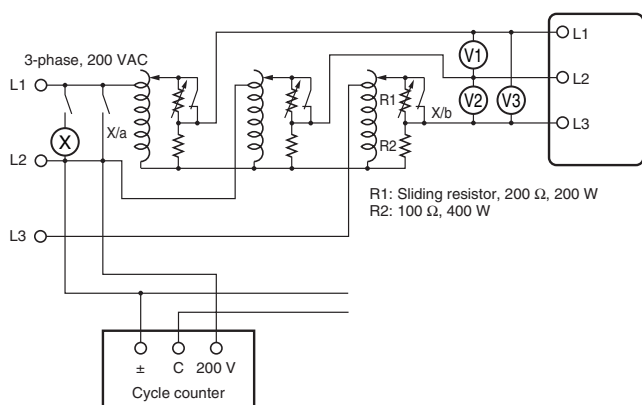 3-phase, 200 VAC
L1
L2
L3
X
X/a
R1
R2
X/b
V1
V2
V3
L1
L2
L3
R1: Sliding resistor, 200 Ω, 200 W
R2: 100 Ω, 400 W
± C 200 V
Cycle counter